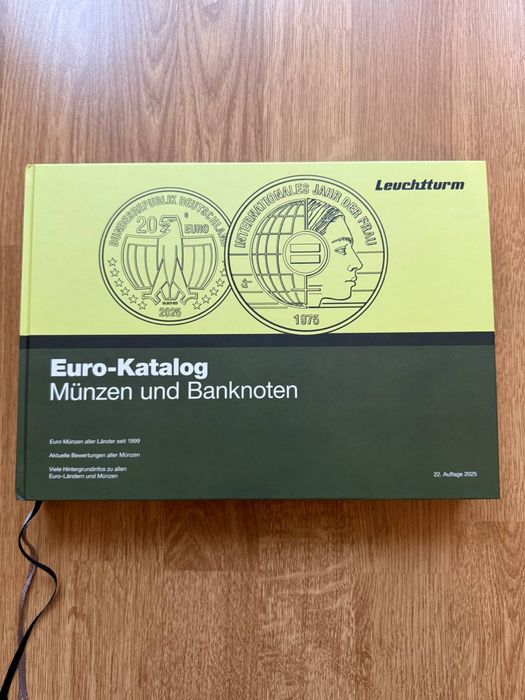 Leuchtturm
BUNDESREPUBLIK DEUTSCHLAND
20 EURO
2025
INTERNATIONALES JAHR DER FRAU
1975
Euro-Katalog
Münzen und Banknoten
Euro Münzen aller Länder seit 1999
Aktuelle Bewertungen aller Münzen
Viele Hintergrundinfos zu allen
Euro-Ländern und Münzen
22. Auflage 2025